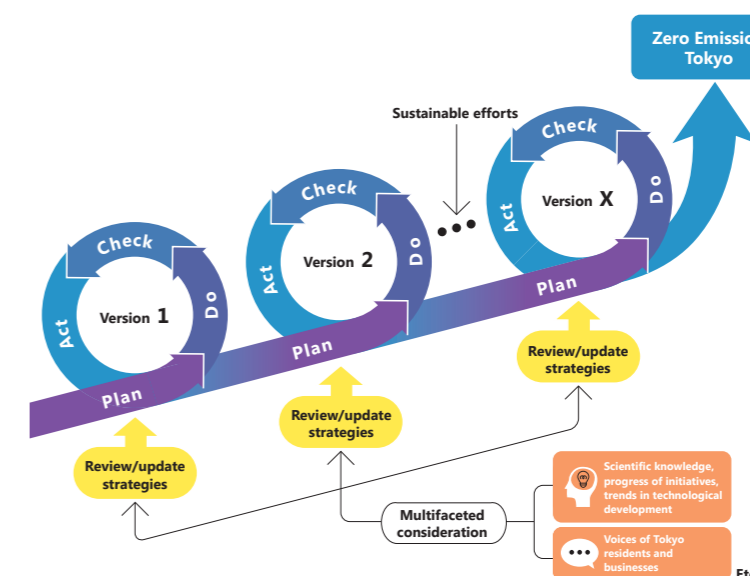 Zero Emission
Tokyo
Sustainable efforts
Check
Do
Act
Plan
Version X
Check
Do
Act
Plan
Version 2
Check
Do
Act
Plan
Version 1
Review/update
strategies
Review/update
strategies
Review/update
strategies
Multifaceted
consideration
Scientific knowledge,
progress of initiatives,
trends in technological
development
Voices of Tokyo
residents and
businesses